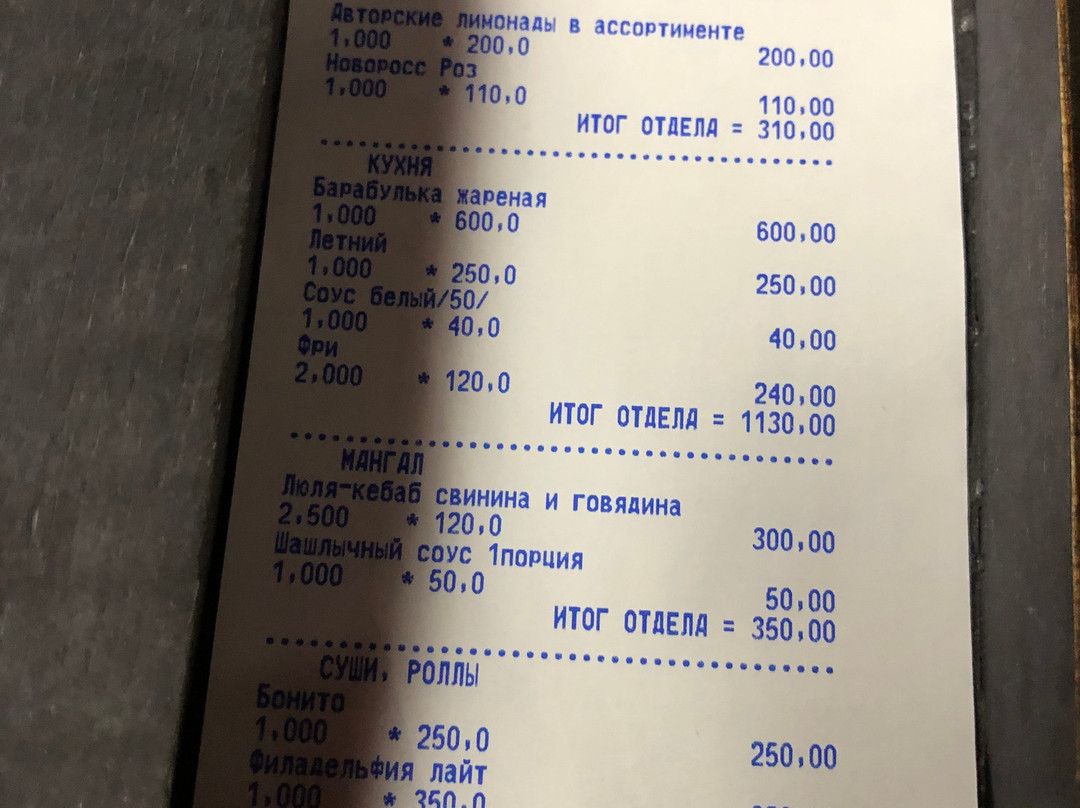 Авторские лимонады в ассортименте
1,000 * 200,0 200,00
Новоросс Роз
1,000 * 110,0 110,00
ИТОГ ОТДЕЛА = 310,00
КУХНЯ
Барабулька жареная
1,000 * 600,0 600,00
Летний
1,000 * 250,0 250,00
Соус белый/50/
1,000 * 40,0 40,00
Фри
2,000 * 120,0 240,00
ИТОГ ОТДЕЛА = 1130,00
МАНГАЛ
Люля-кебаб свинина и говядина
2,500 * 120,0 300,00
Шашлычный соус 1порция
1,000 * 50,0 50,00
ИТОГ ОТДЕЛА = 350,00
СУШИ, РОЛЛЫ
Бонито
1,000 * 250,0 250,00
Филадельфия лайт
1,000 * 350,0